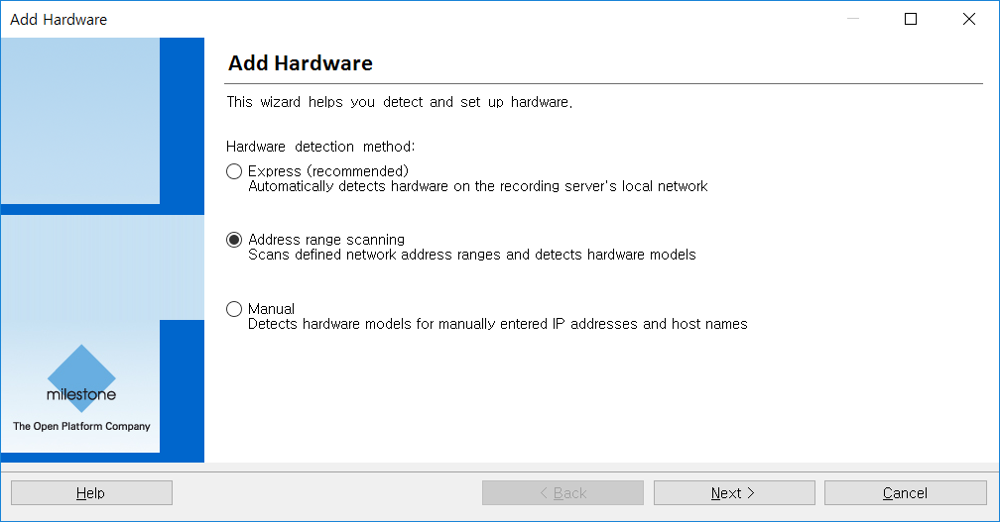 Add Hardware
Add Hardware
This wizard helps you detect and set up hardware.
Hardware detection method:
Express (recommended)
Automatically detects hardware on the recording server's local network
Address range scanning
Scans defined network address ranges and detects hardware models
Manual
Detects hardware models for manually entered IP addresses and host names
milestone
The Open Platform Company
Help
< Back
Next >
Cancel